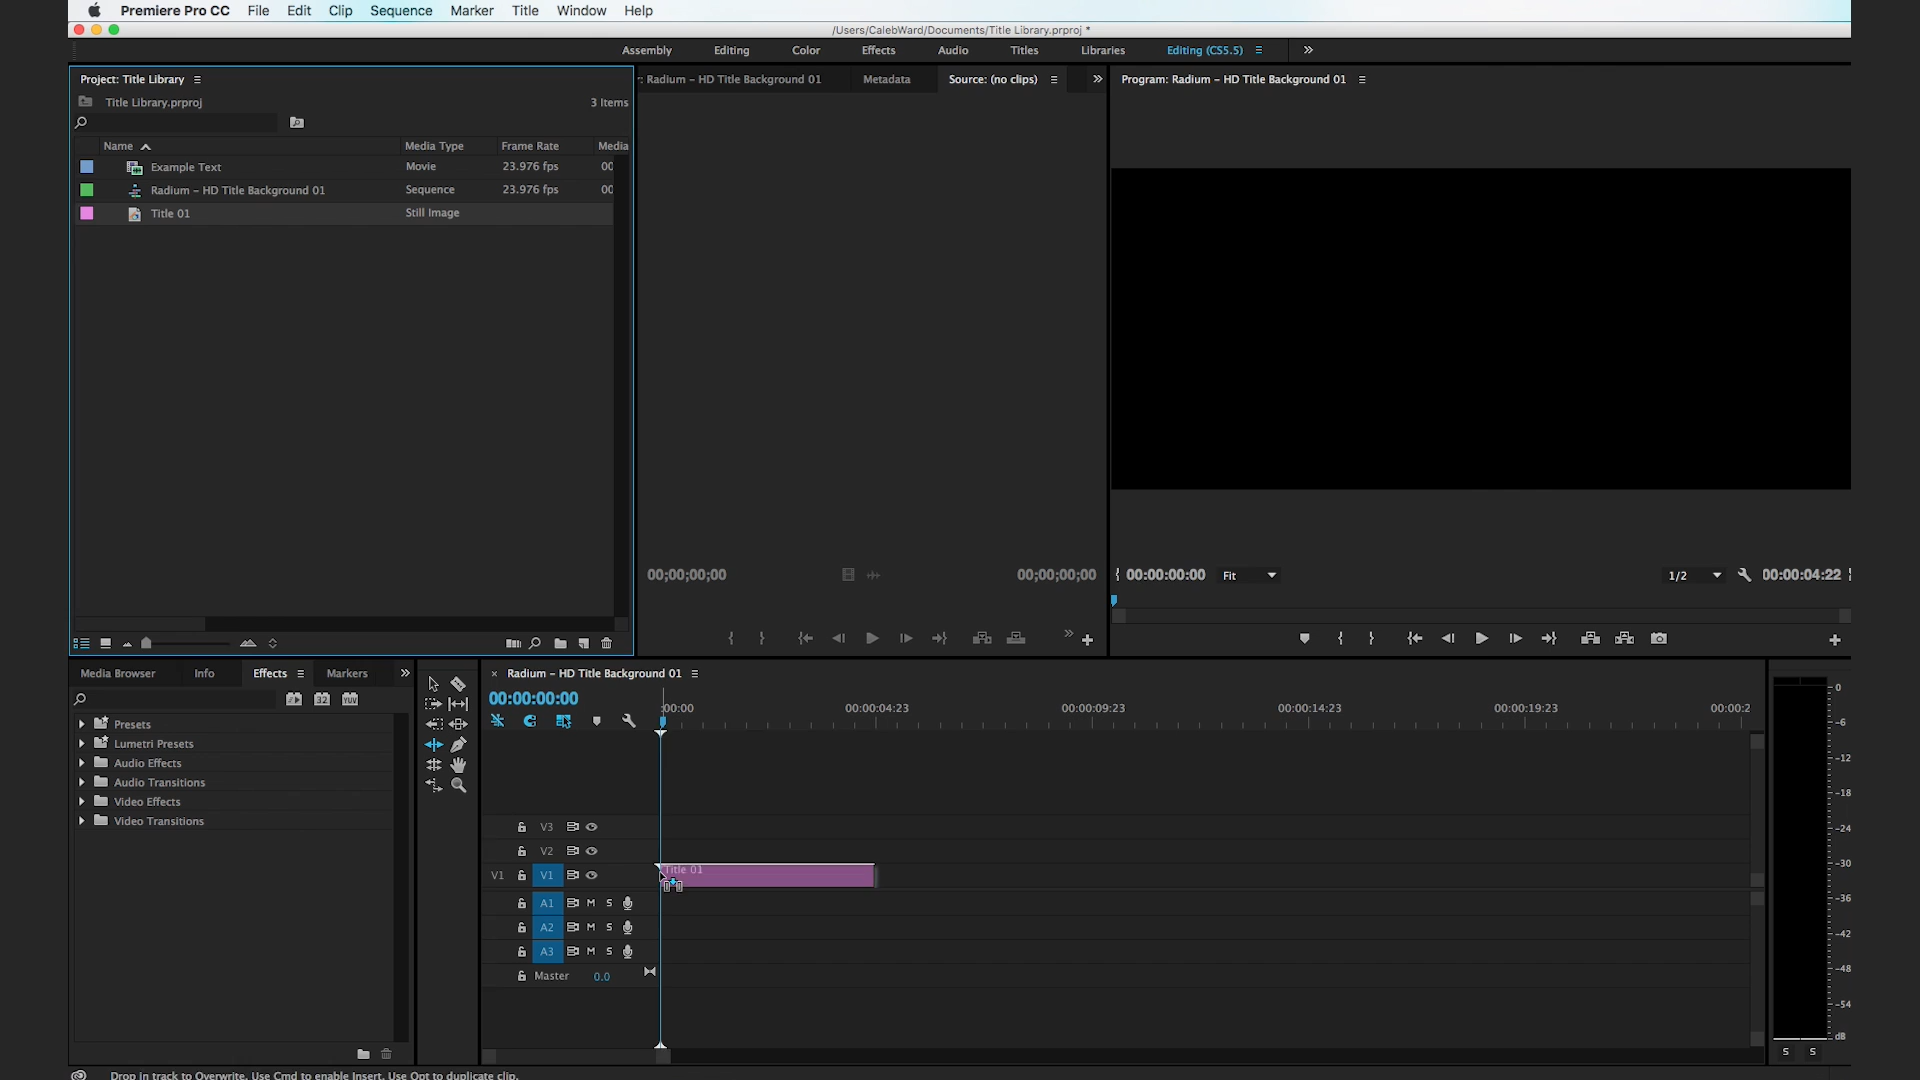 Premiere Pro CC File Edit Clip Sequence Marker Title Window Help
/Users/CalebWard/Documents/Title Library.prproj *
Assembly Editing Color Effects Audio Titles Libraries Editing (CS5.5)
Project: Title Library
: Radium - HD Title Background 01 Metadata Source: (no clips)
Program: Radium - HD Title Background 01
Title Library.prproj 3 Items
Name Media Type Frame Rate Media
Example Text Movie 23.976 fps 00
Radium - HD Title Background 01 Sequence 23.976 fps 00
Title 01 Still Image
00;00;00;00 00;00;00;00
00:00:00:00 Fit 1/2 00:00:04:22
Media Browser Info Effects Markers
32 YUV
Presets
Lumetri Presets
Audio Effects
Audio Transitions
Video Effects
Video Transitions
× Radium - HD Title Background 01
00:00:00:00
:00:00 00:00:04:23 00:00:09:23 00:00:14:23 00:00:19:23 00:00:2
V3
V2
V1 V1 Title 01
A1 M S
A2 M S
A3 M S
Master 0.0
0
-6
-12
-18
-24
-30
-36
-42
-48
-54
dB
S S
Drop in track to Overwrite. Use Cmd to enable Insert. Use Opt to duplicate clip.